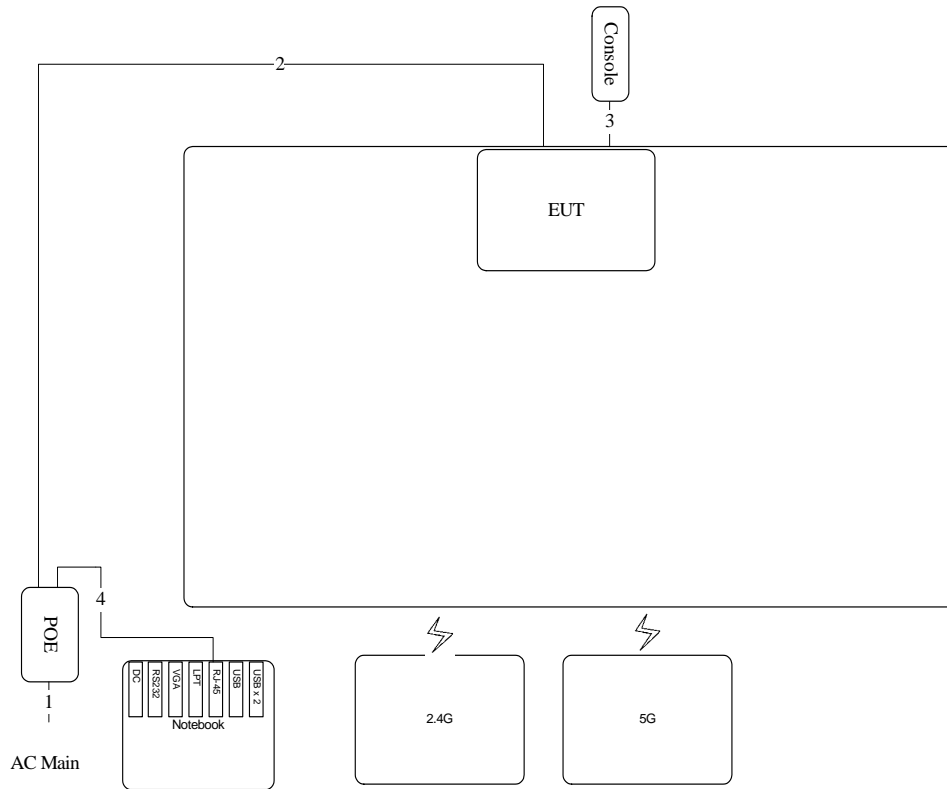 Console
2
3
EUT
4
POE
1
AC Main
DC
RS232
VGA
LPT
RJ-45
USB
USB x 2
Notebook
2.4G
5G